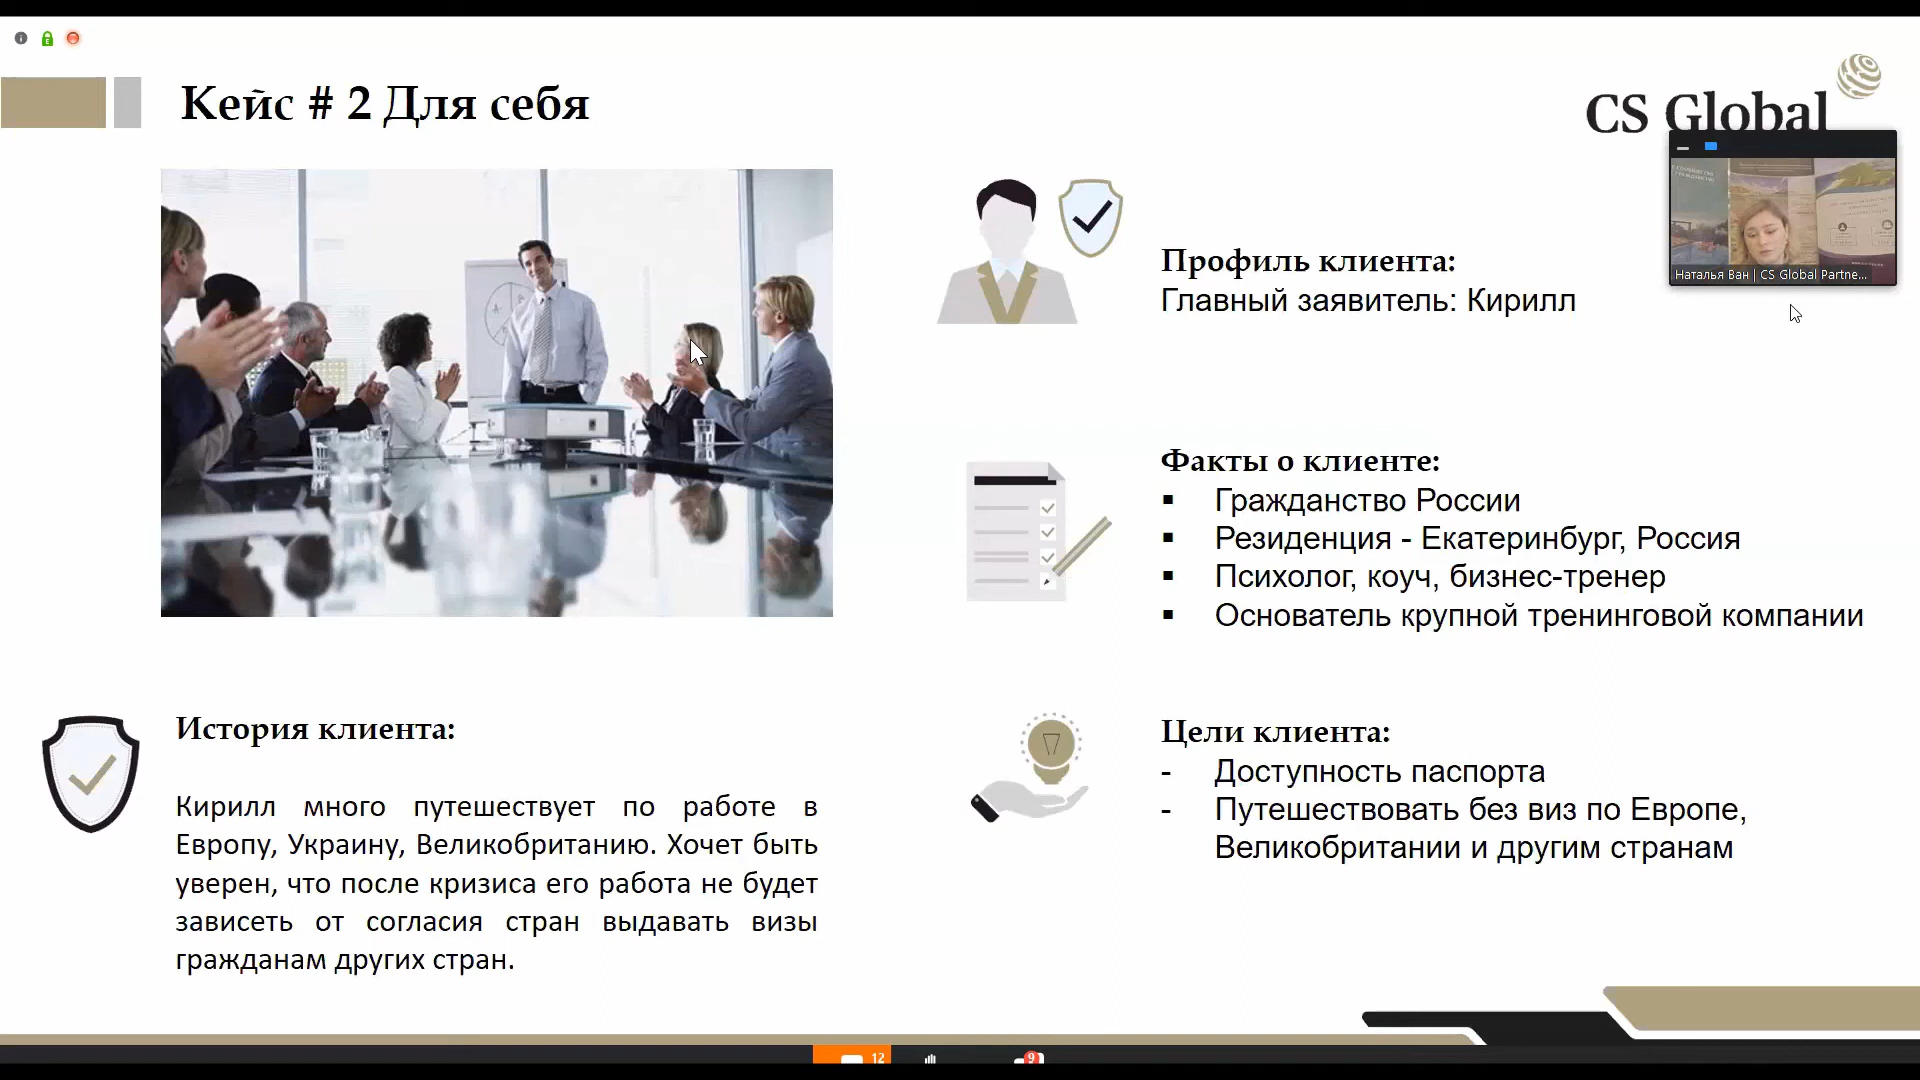 Кейс # 2 Для себя
CS Global
Наталья Ван | CS Global Partne...
Профиль клиента:
Главный заявитель: Кирилл
Факты о клиенте:
▪ Гражданство России
▪ Резиденция - Екатеринбург, Россия
▪ Психолог, коуч, бизнес-тренер
▪ Основатель крупной тренинговой компании
История клиента:
Кирилл много путешествует по работе в
Европу, Украину, Великобританию. Хочет быть
уверен, что после кризиса его работа не будет
зависеть от согласия стран выдавать визы
гражданам других стран.
Цели клиента:
- Доступность паспорта
- Путешествовать без виз по Европе,
Великобритании и другим странам
12
9